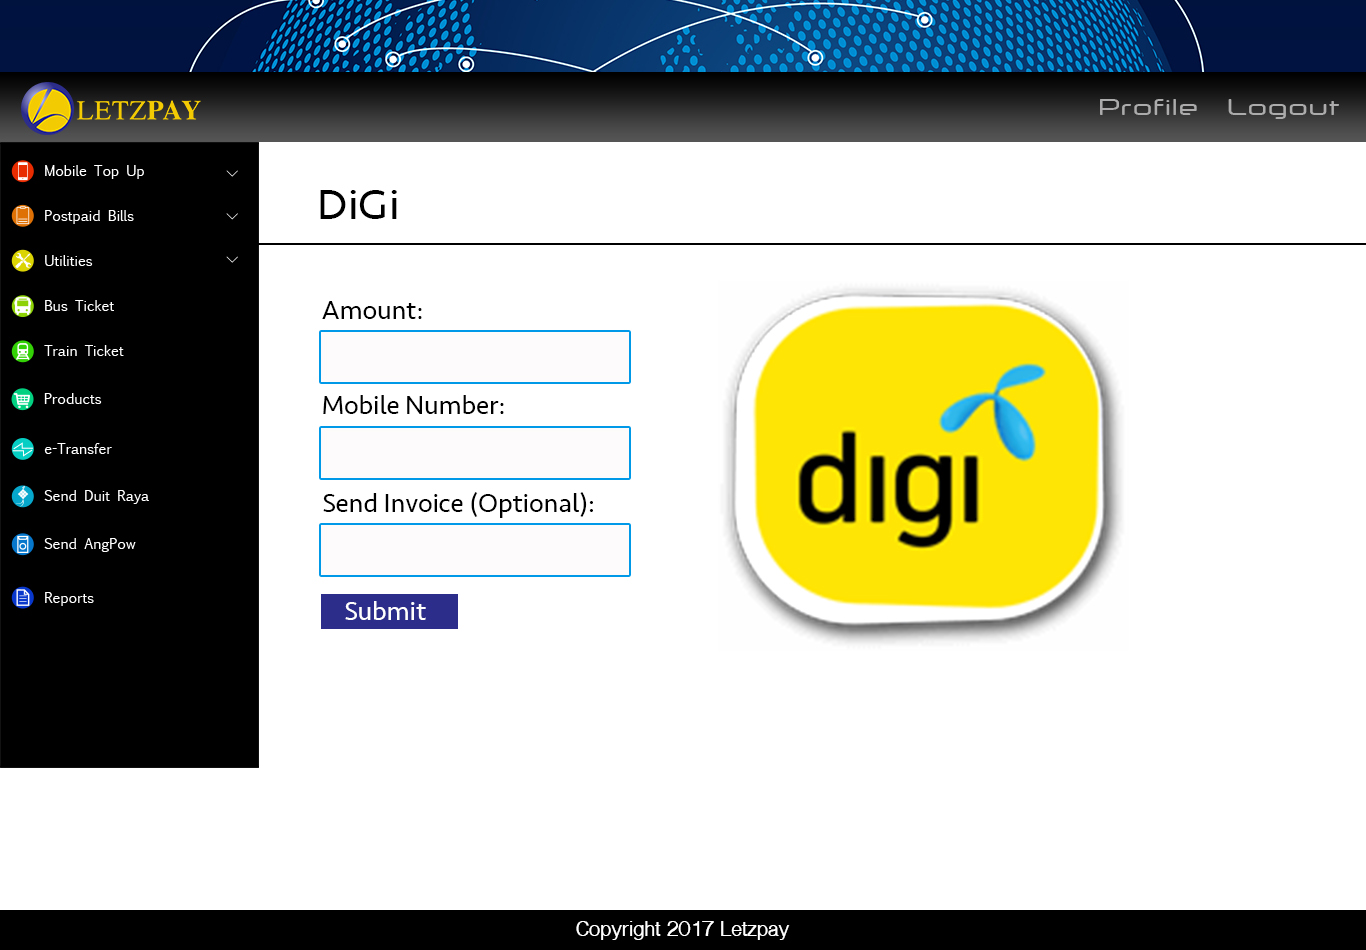 LETZPAY
Profile Logout
Mobile Top Up
Postpaid Bills
Utilities
Bus Ticket
Train Ticket
Products
e-Transfer
Send Duit Raya
Send AngPow
Reports
DiGi
Amount:
Mobile Number:
Send Invoice (Optional):
Submit
digi
Copyright 2017 Letzpay